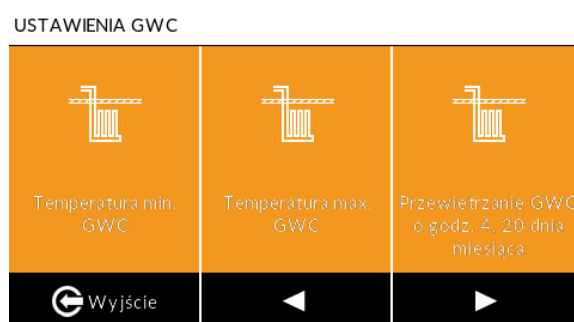 USTAWIENIA GWC
Temperatura min.
GWC
Temperatura max.
GWC
Przewietrzanie GWC
o godz. 4, 20 dnia
miesiąca
Wyjście